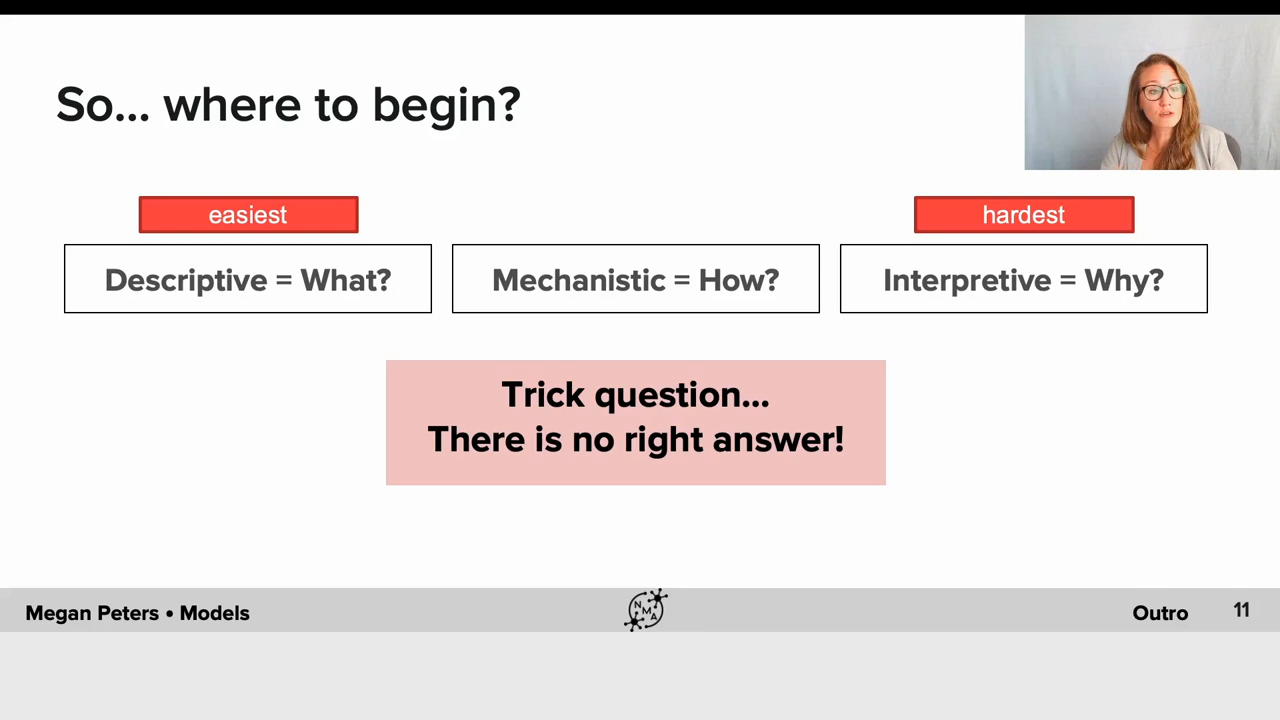 So... where to begin?
easiest
hardest
Descriptive = What?
Mechanistic = How?
Interpretive = Why?
Trick question...
There is no right answer!
Megan Peters • Models
NMA
Outro
11